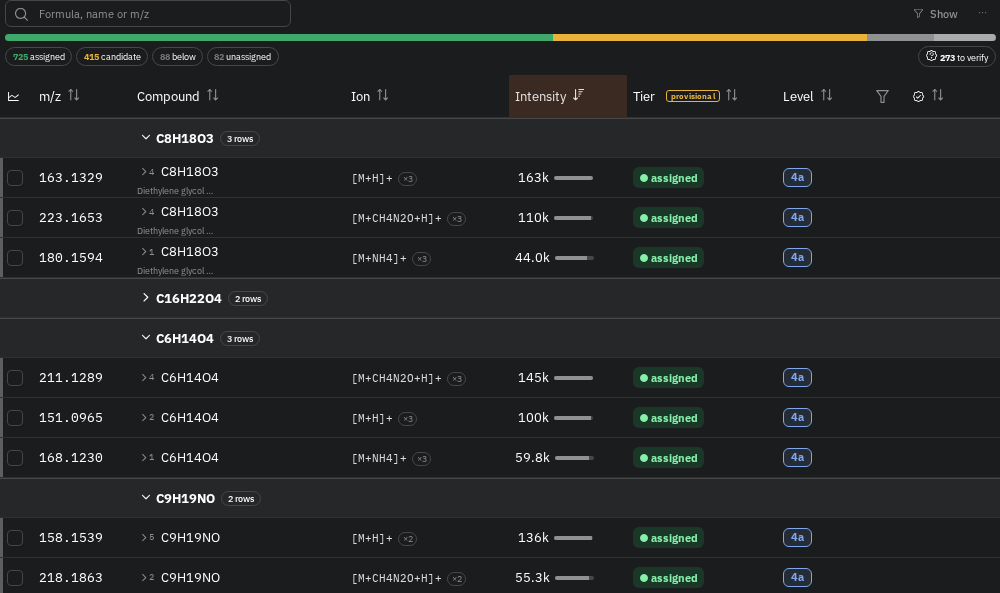 Formula, name or m/z
Show ...
725 assigned 415 candidate 88 below 82 unassigned 273 to verify
m/z Compound Ion Intensity Tier provisional Level
C8H18O3 3 rows
163.1329 4 C8H18O3 [M+H]+ ×3 163k assigned 4a
Diethylene glycol ...
223.1653 4 C8H18O3 [M+CH4N2O+H]+ ×3 110k assigned 4a
Diethylene glycol ...
180.1594 1 C8H18O3 [M+NH4]+ ×3 44.0k assigned 4a
Diethylene glycol ...
C16H22O4 2 rows
C6H14O4 3 rows
211.1289 4 C6H14O4 [M+CH4N2O+H]+ ×3 145k assigned 4a
151.0965 2 C6H14O4 [M+H]+ ×3 100k assigned 4a
168.1230 1 C6H14O4 [M+NH4]+ ×3 59.8k assigned 4a
C9H19NO 2 rows
158.1539 5 C9H19NO [M+H]+ ×2 136k assigned 4a
218.1863 2 C9H19NO [M+CH4N2O+H]+ ×2 55.3k assigned 4a